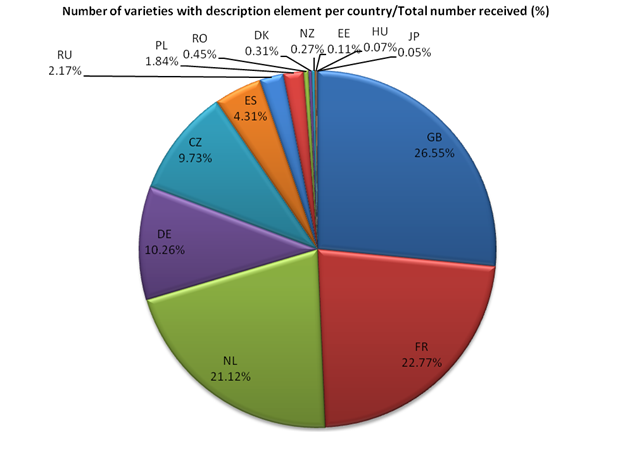 Number of varieties with description element per country/Total number received (%)
RU
2.17%
PL
1.84%
RO
0.45%
DK
0.31%
NZ
0.27%
EE
0.11%
HU
0.07%
JP
0.05%
GB
26.55%
FR
22.77%
NL
21.12%
DE
10.26%
CZ
9.73%
ES
4.31%